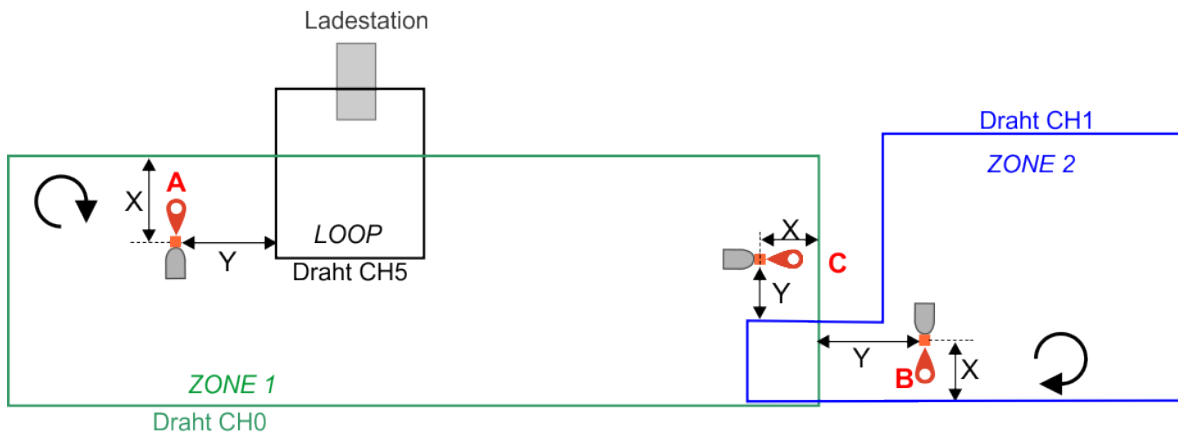 Ladestation
Draht CH1
ZONE 2
A
X
LOOP
Y
Draht CH5
X
C
Y
Y
B
X
ZONE 1
Draht CH0